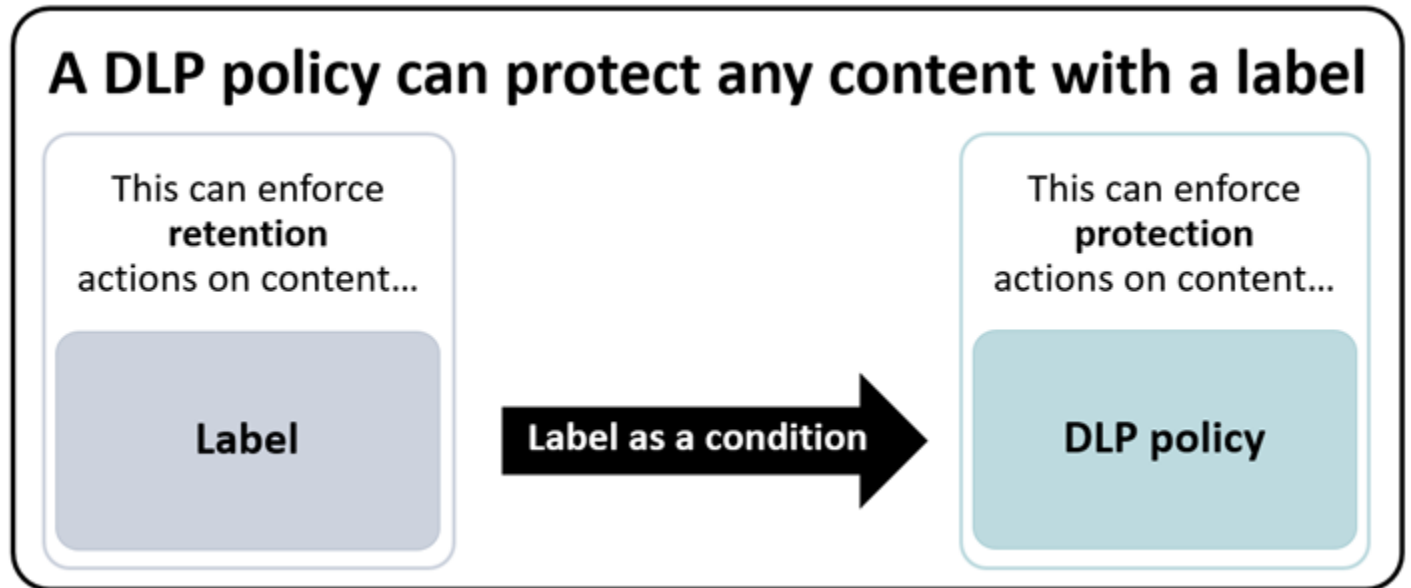 A DLP policy can protect any content with a label
This can enforce
retention
actions on content...
Label
Label as a condition
This can enforce
protection
actions on content...
DLP policy